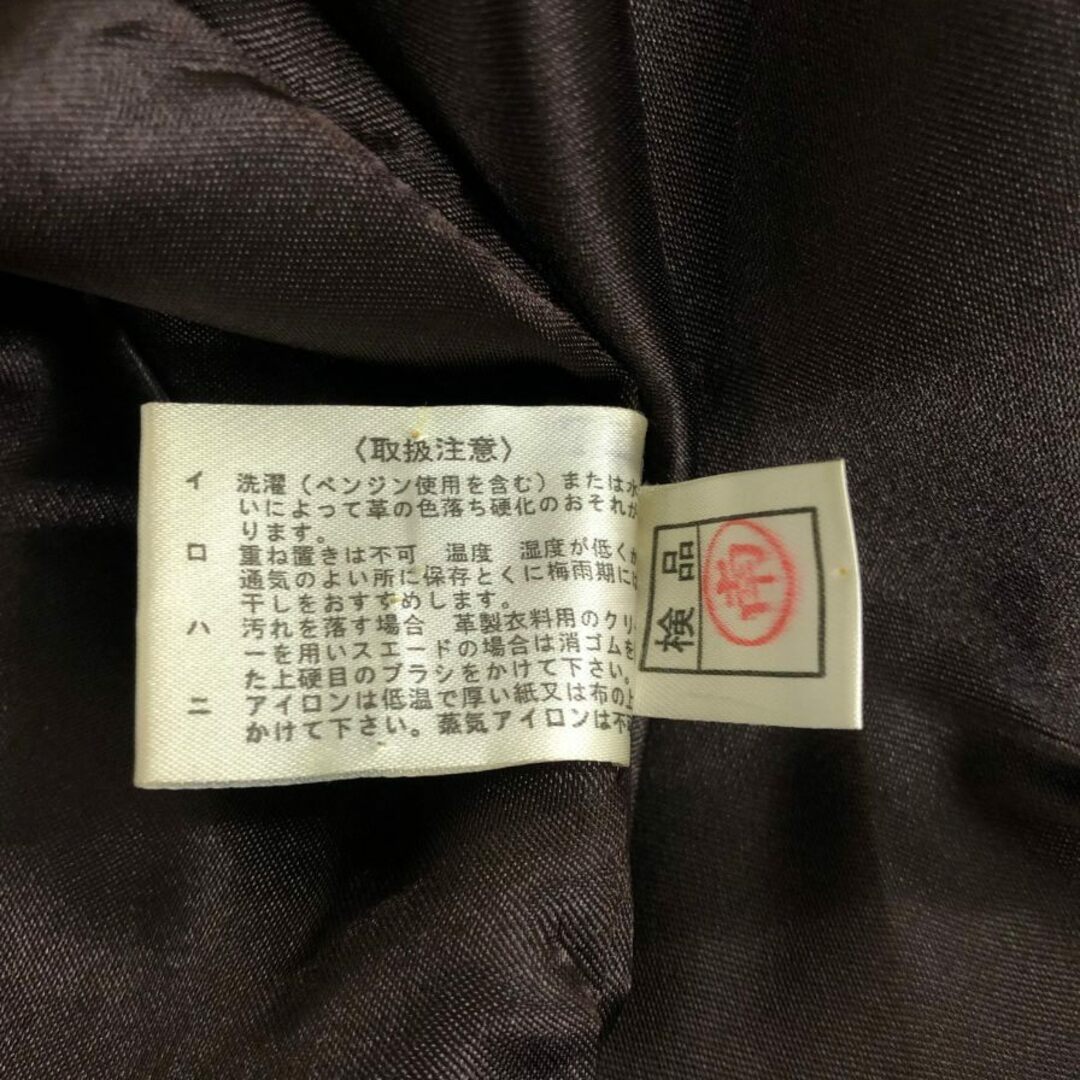 〈取扱注意〉
イ 洗濯（ベンジン使用を含む）または水
いによって革の色落ち硬化のおそれが
ります。
ロ 重ね置きは不可 温度 湿度が低くか
通気のよい所に保存とくに梅雨期には
干しをおすすめします。
ハ 汚れを落す場合 革製衣料用のクリ
ーを用いスエードの場合は消ゴムを
た上硬目のブラシをかけて下さい。
ニ アイロンは低温で厚い紙又は布の上
かけて下さい。蒸気アイロンは不
検品